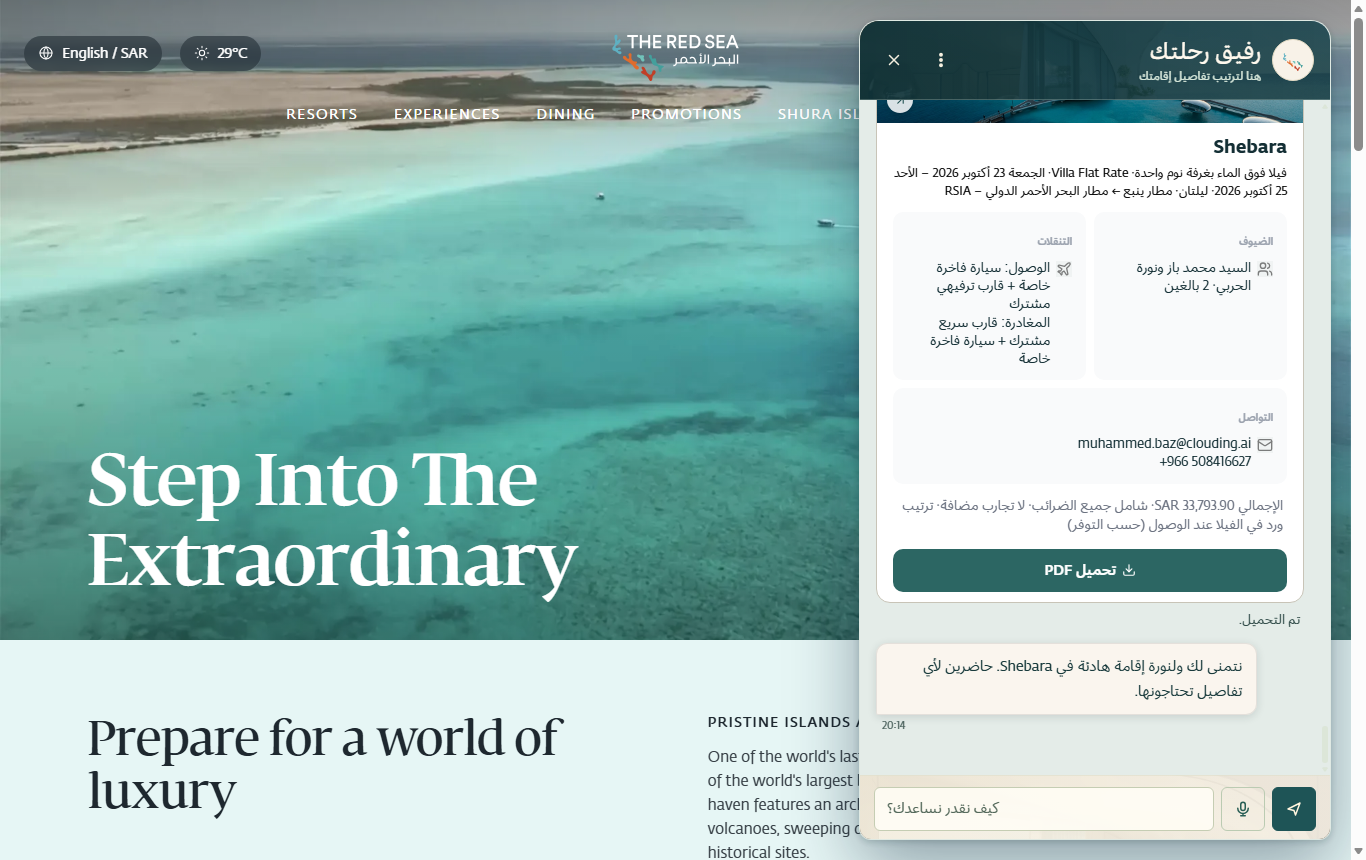 English / SAR
29°C
THE RED SEA
البحر الأحمر
RESORTS
EXPERIENCES
DINING
PROMOTIONS
SHURA ISL
Step Into The
Extraordinary
Prepare for a world of
luxury
PRISTINE ISLANDS
One of the world's las
of the world's largest
haven features an arc
volcanoes, sweeping
historical sites.
رفيق رحلتك
هنا لترتيب تفاصيل إقامتك
Shebara
فيلا فوق الماء بغرفة نوم واحدة· Villa Flat Rate· الجمعة 23 أكتوبر 2026 – الأحد
25 أكتوبر 2026· ليلتان· مطار ينبع ← مطار البحر الأحمر الدولي – RSIA
الضيوف
السيد محمد باز ونورة
الحربي· 2 بالغين
التنقلات
الوصول: سيارة فاخرة
خاصة + قارب ترفيهي
مشترك
المغادرة: قارب سريع
مشترك + سيارة فاخرة
خاصة
التواصل
muhammed.baz@clouding.ai
+966 508416627
الإجمالي SAR 33,793.90· شامل جميع الضرائب· لا تجارب مضافة· ترتيب
ورد في الفيلا عند الوصول (حسب التوفر)
تحميل PDF
تم التحميل.
نتمنى لك ولنورة إقامة هادئة في Shebara. حاضرين لأي
تفاصيل تحتاجونها.
20:14
كيف نقدر نساعدك؟